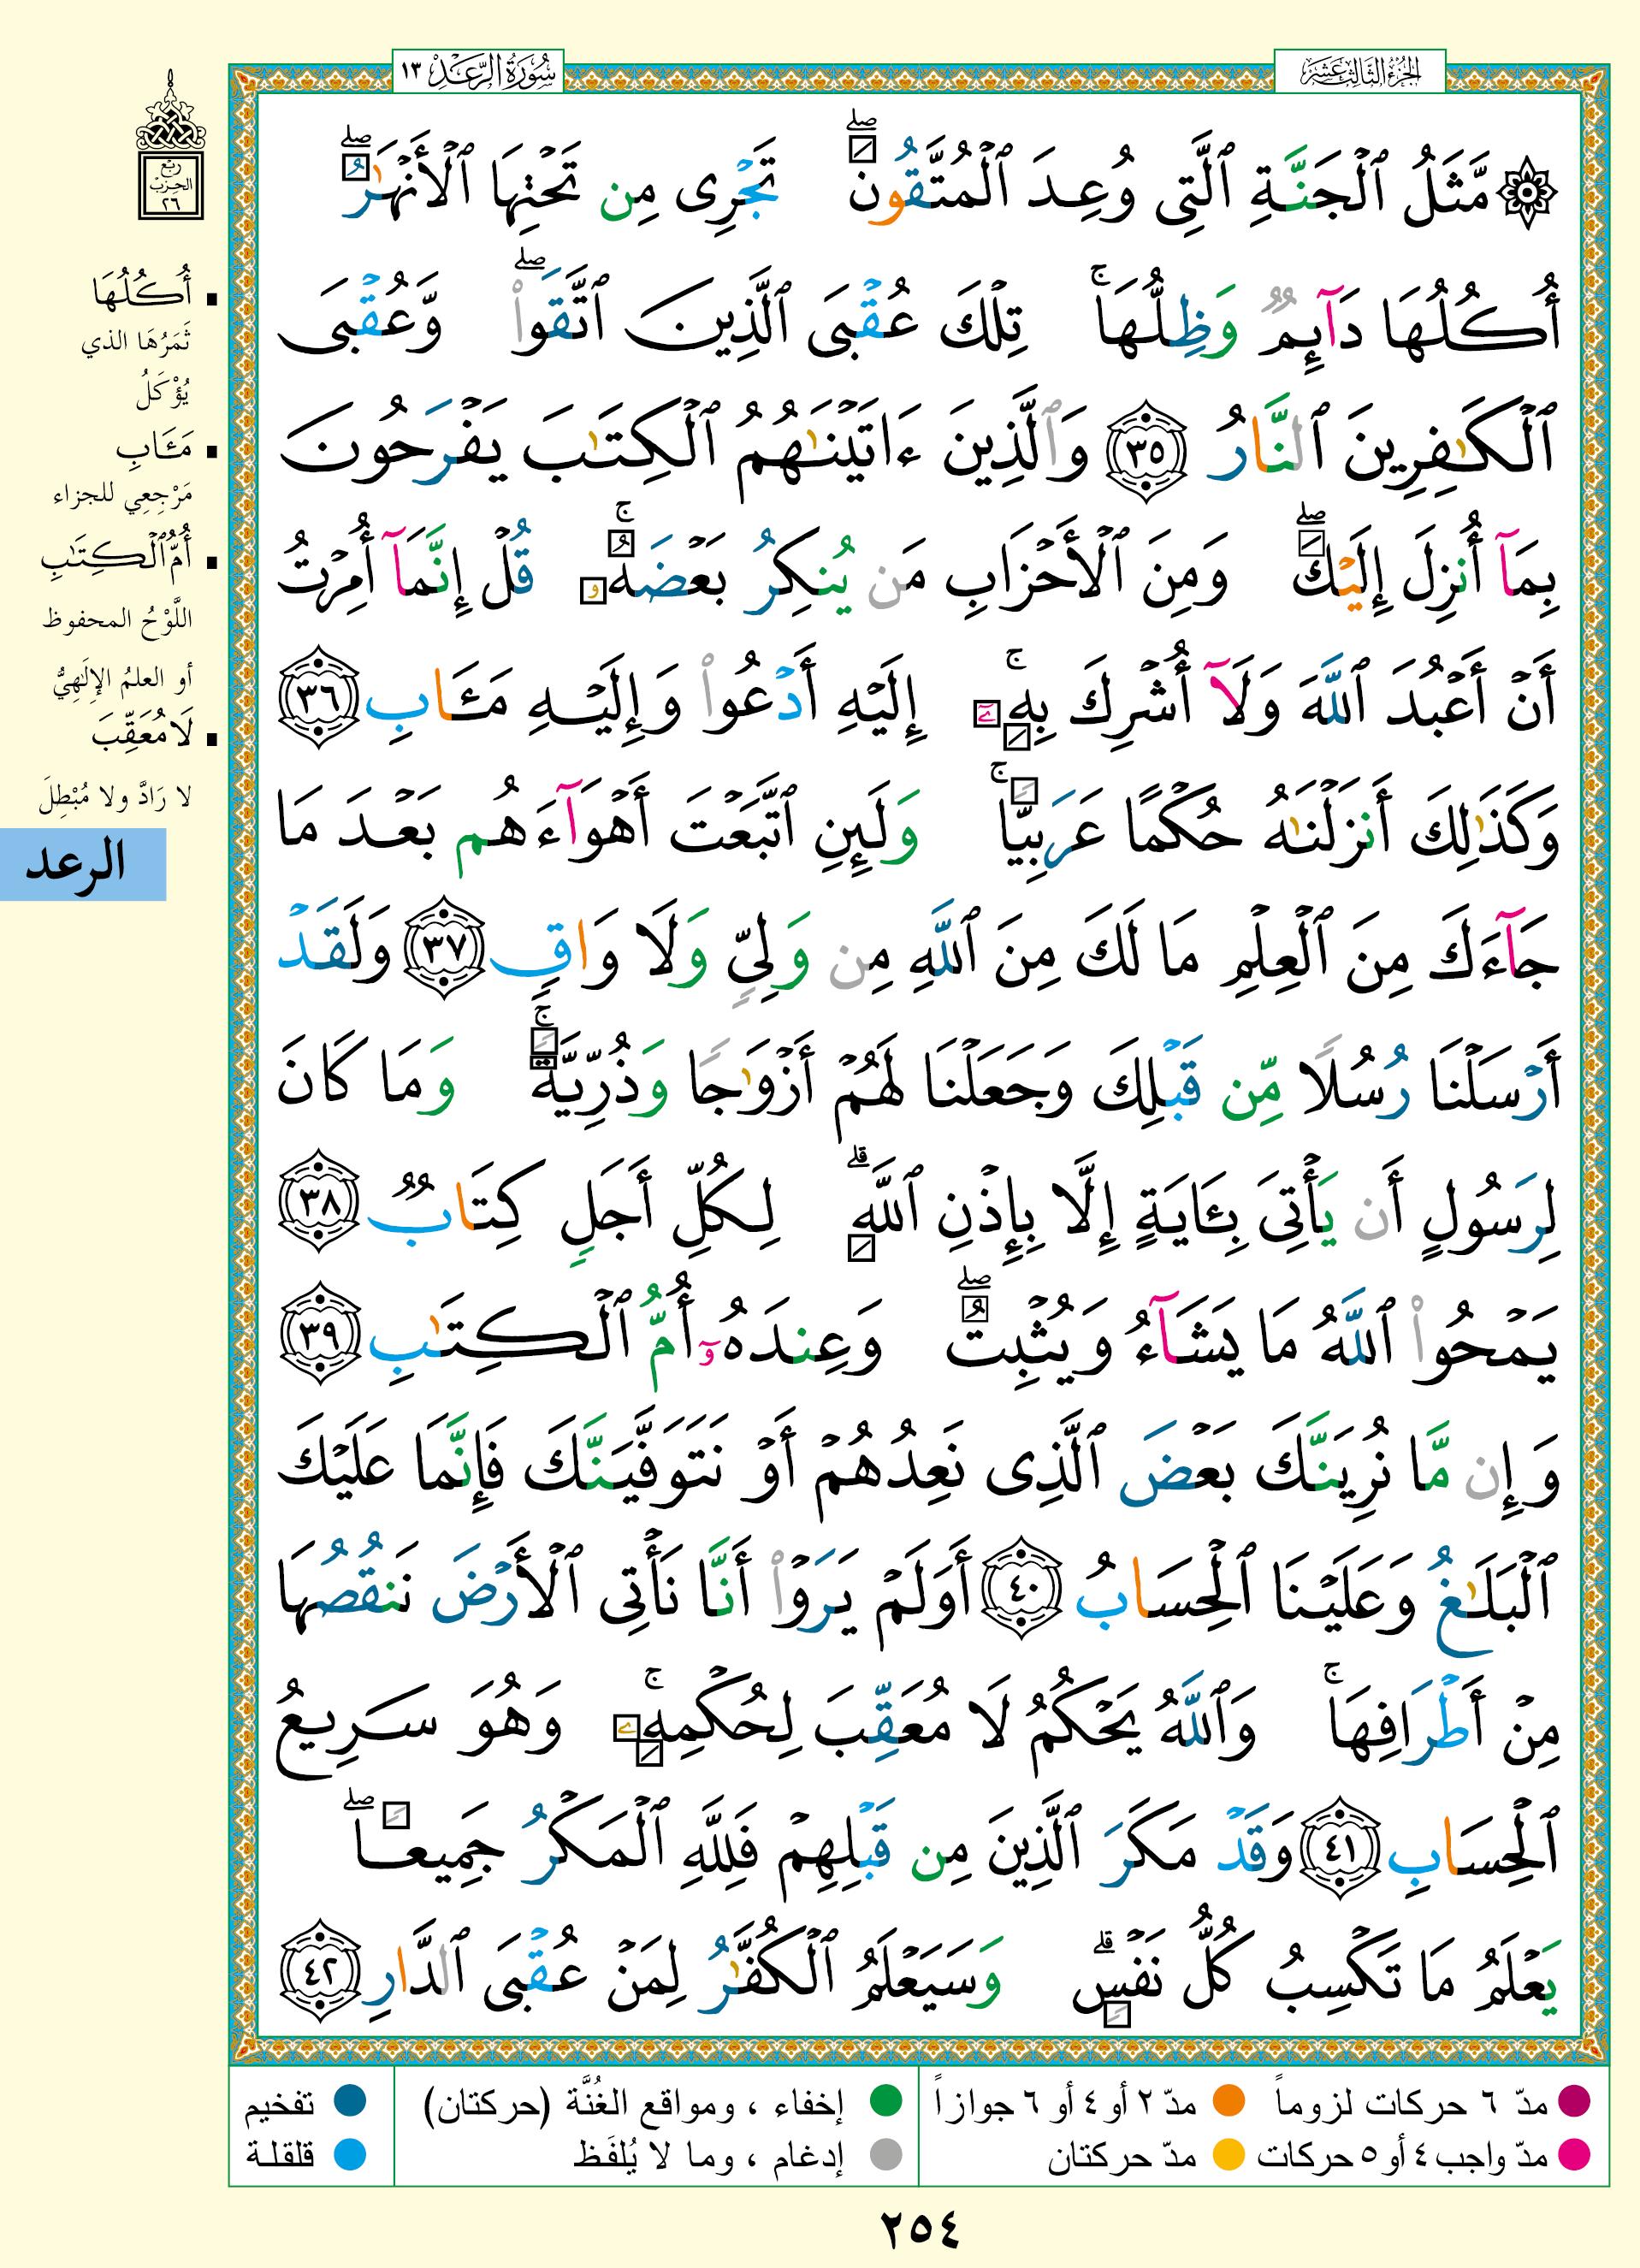 الجزء الثالث عشر
سورة الرعد ١٣
۞ مَّثَلُ ٱلْجَنَّةِ ٱلَّتِى وُعِدَ ٱلْمُتَّقُونَ ۖ تَجْرِى مِن تَحْتِهَا ٱلْأَنْهَـٰرُ ۖ
أُكُلُهَا دَآئِمٌ وَظِلُّهَا ۚ تِلْكَ عُقْبَى ٱلَّذِينَ ٱتَّقَوا۟ ۖ وَّعُقْبَى
ٱلْكَـٰفِرِينَ ٱلنَّارُ ٣٥ وَٱلَّذِينَ ءَاتَيْنَـٰهُمُ ٱلْكِتَـٰبَ يَفْرَحُونَ
بِمَآ أُنزِلَ إِلَيْكَ ۖ وَمِنَ ٱلْأَحْزَابِ مَن يُنكِرُ بَعْضَهُۥ ۚ قُلْ إِنَّمَآ أُمِرْتُ
أَنْ أَعْبُدَ ٱللَّهَ وَلَآ أُشْرِكَ بِهِۦٓ ۚ إِلَيْهِ أَدْعُوا۟ وَإِلَيْهِ مَـَٔابِ ٣٦
وَكَذَٰلِكَ أَنزَلْنَـٰهُ حُكْمًا عَرَبِيًّا ۚ وَلَئِنِ ٱتَّبَعْتَ أَهْوَآءَهُم بَعْدَ مَا
جَآءَكَ مِنَ ٱلْعِلْمِ مَا لَكَ مِنَ ٱللَّهِ مِن وَلِىٍّ وَلَا وَاقٍ ٣٧ وَلَقَدْ
أَرْسَلْنَا رُسُلًا مِّن قَبْلِكَ وَجَعَلْنَا لَهُمْ أَزْوَٰجًا وَذُرِّيَّةً ۚ وَمَا كَانَ
لِرَسُولٍ أَن يَأْتِىَ بِـَٔايَةٍ إِلَّا بِإِذْنِ ٱللَّهِ ۗ لِكُلِّ أَجَلٍ كِتَابٌ ٣٨
يَمْحُوا۟ ٱللَّهُ مَا يَشَآءُ وَيُثْبِتُ ۖ وَعِندَهُۥٓ أُمُّ ٱلْكِتَـٰبِ ٣٩
وَإِن مَّا نُرِيَنَّكَ بَعْضَ ٱلَّذِى نَعِدُهُمْ أَوْ نَتَوَفَّيَنَّكَ فَإِنَّمَا عَلَيْكَ
ٱلْبَلَـٰغُ وَعَلَيْنَا ٱلْحِسَابُ ٤٠ أَوَلَمْ يَرَوْا۟ أَنَّا نَأْتِى ٱلْأَرْضَ نَنقُصُهَا
مِنْ أَطْرَافِهَا ۚ وَٱللَّهُ يَحْكُمُ لَا مُعَقِّبَ لِحُكْمِهِۦ ۚ وَهُوَ سَرِيعُ
ٱلْحِسَابِ ٤١ وَقَدْ مَكَرَ ٱلَّذِينَ مِن قَبْلِهِمْ فَلِلَّهِ ٱلْمَكْرُ جَمِيعًا ۖ
يَعْلَمُ مَا تَكْسِبُ كُلُّ نَفْسٍ ۗ وَسَيَعْلَمُ ٱلْكُفَّـٰرُ لِمَنْ عُقْبَى ٱلدَّارِ ٤٢
ربع
الحزب
٢٦
أُكُلُهَا
ثَمَرُهَا الذي
يُؤْكَلُ
مَـَٔابِ
مَرْجِعِي للجزاء
أُمُّ ٱلْكِتَـٰبِ
اللَّوْحُ المحفوظ
أو العلمُ الإِلَهِيُّ
لَا مُعَقِّبَ
لا رَادَّ ولا مُبْطِلَ
الرعد
مدّ ٦ حركات لزوماً
مدّ ٢ أو ٤ أو ٦ جوازاً
إخفاء ، ومواقع الغُنَّة (حركتان)
تفخيم
مدّ واجب ٤ أو ٥ حركات
مدّ حركتان
إدغام ، وما لا يُلفَظ
قلقلة
٢٥٤